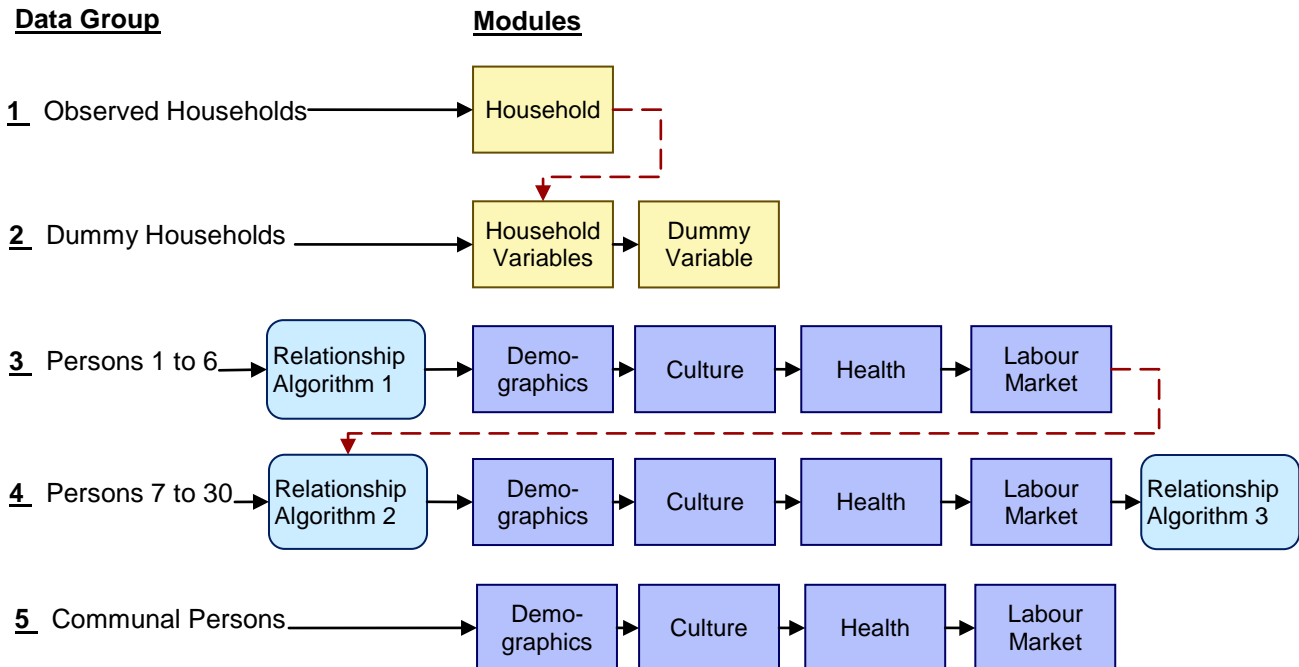 Data Group
Modules
1 Observed Households
Household
2 Dummy Households
Household
Variables
Dummy
Variable
3 Persons 1 to 6
Relationship
Algorithm 1
Demo-
graphics
Culture
Health
Labour
Market
4 Persons 7 to 30
Relationship
Algorithm 2
Demo-
graphics
Culture
Health
Labour
Market
Relationship
Algorithm 3
5 Communal Persons
Demo-
graphics
Culture
Health
Labour
Market